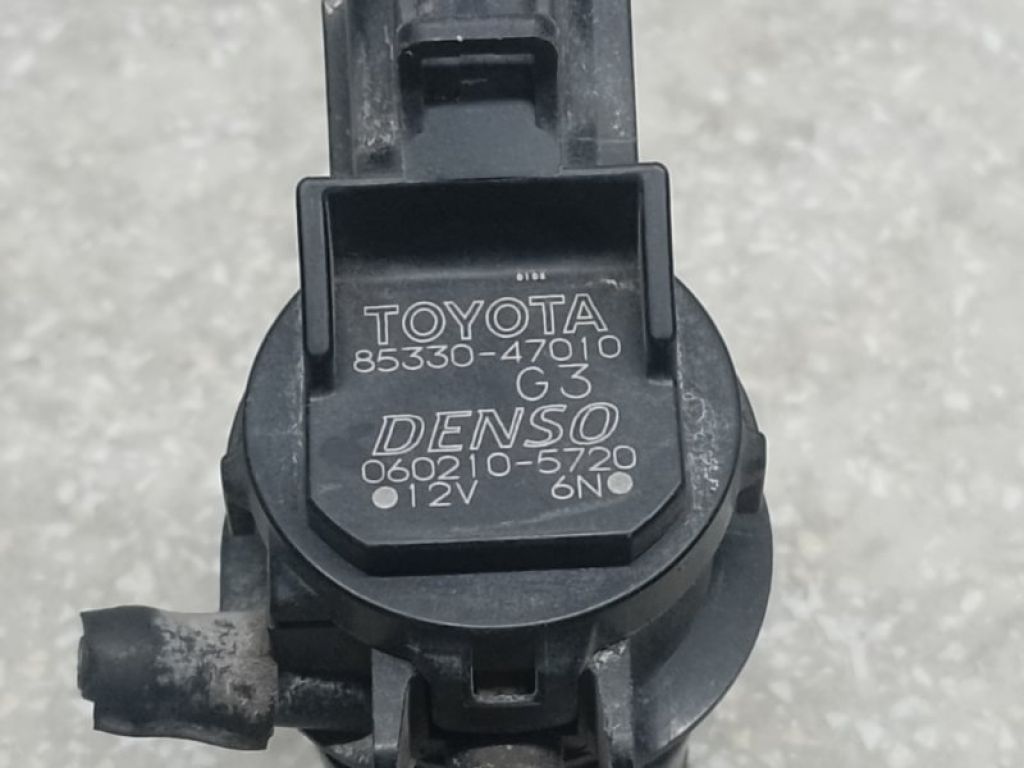 TOYOTA
85330-47010
G3
DENSO
060210-5720
12V 6N